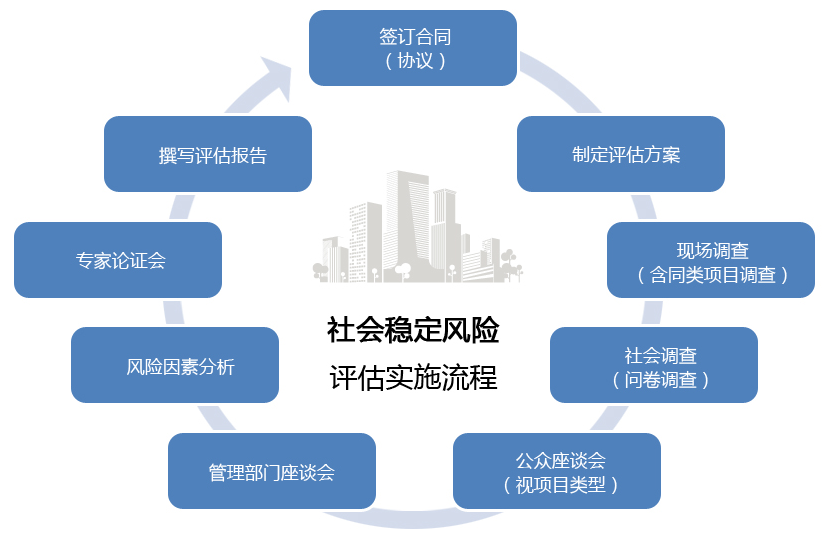 签订合同
（协议）
制定评估方案
现场调查
（含同类项目调查）
社会调查
（问卷调查）
公众座谈会
（视项目类型）
管理部门座谈会
风险因素分析
专家论证会
撰写评估报告
社会稳定风险
评估实施流程